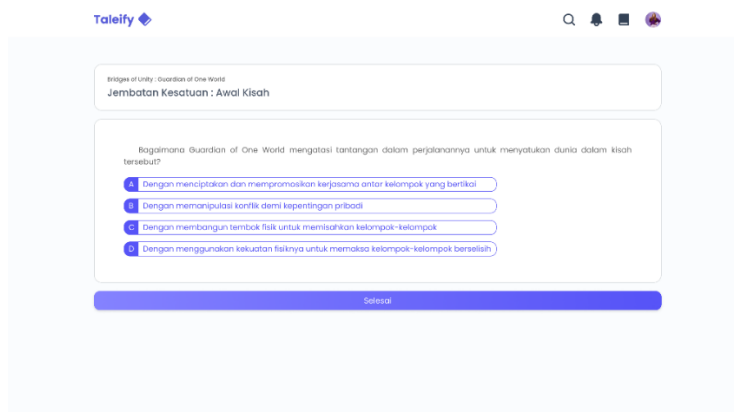 Taleify
Bridges of Unity : Guardian of One World
Jembatan Kesatuan : Awal Kisah
Bagaimana Guardian of One World mengatasi tantangan dalam perjalanannya untuk menyatukan dunia dalam kisah
tersebut?
A Dengan menciptakan dan mempromosikan kerjasama antar kelompok yang bertikai
B Dengan memanipulasi konflik demi kepentingan pribadi
C Dengan membangun tembok fisik untuk memisahkan kelompok-kelompok
D Dengan menggunakan kekuatan fisiknya untuk memaksa kelompok-kelompok berselisih
Selesai